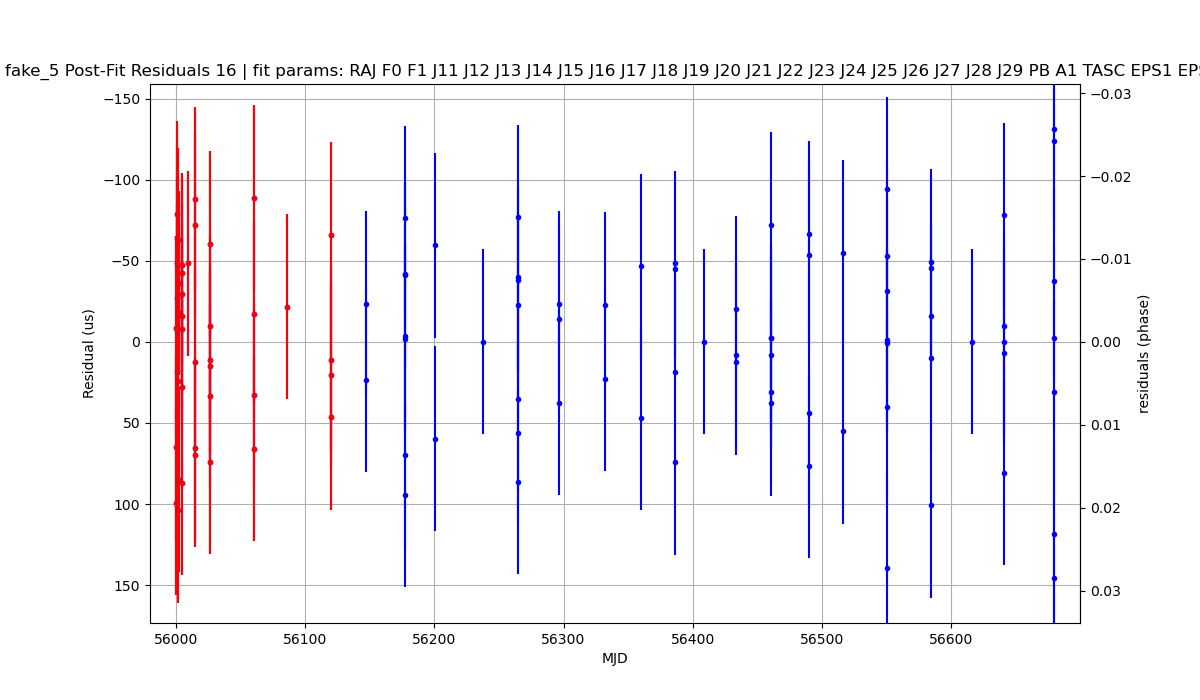 fake_5 Post-Fit Residuals 16 | fit params: RAJ F0 F1 J11 J12 J13 J14 J15 J16 J17 J18 J19 J20 J21 J22 J23 J24 J25 J26 J27 J28 J29 PB A1 TASC EPS1 EPS
−150
−100
−50
0
50
100
150
Residual (us)
−0.03
−0.02
−0.01
0.00
0.01
0.02
0.03
residuals (phase)
56000 56100 56200 56300 56400 56500 56600
MJD